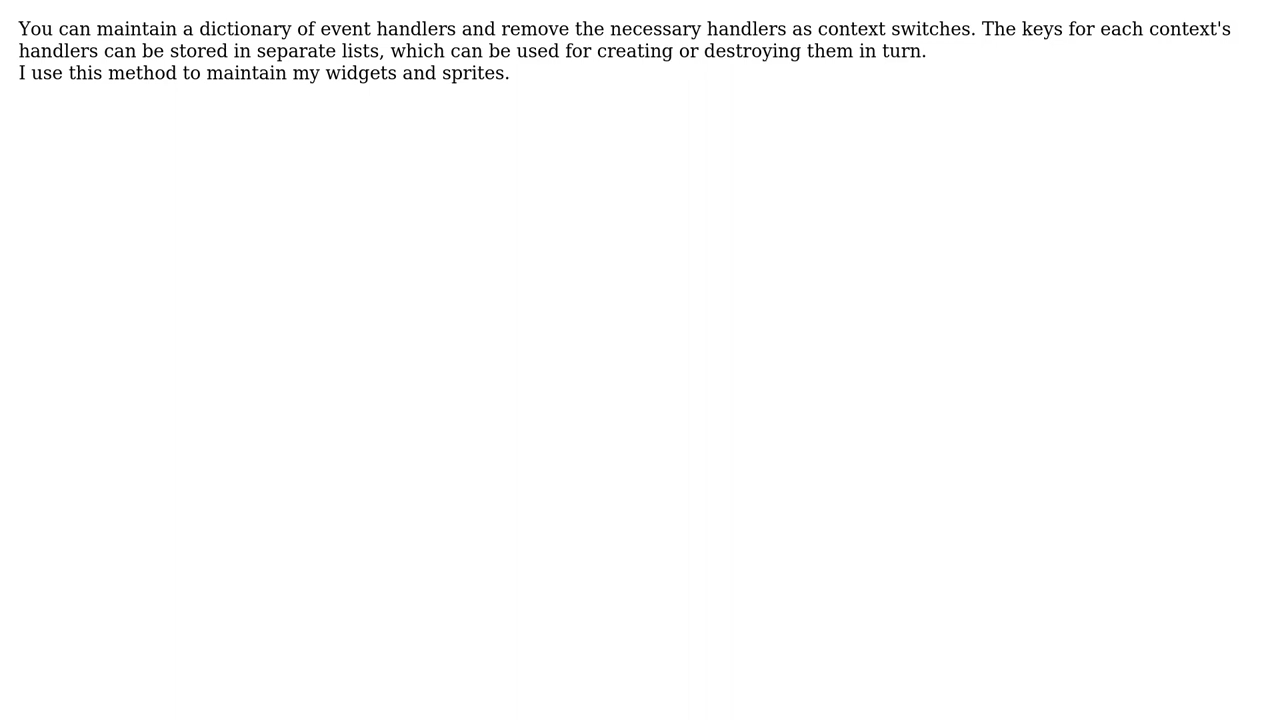 You can maintain a dictionary of event handlers and remove the necessary handlers as context switches. The keys for each context's
handlers can be stored in separate lists, which can be used for creating or destroying them in turn.
I use this method to maintain my widgets and sprites.